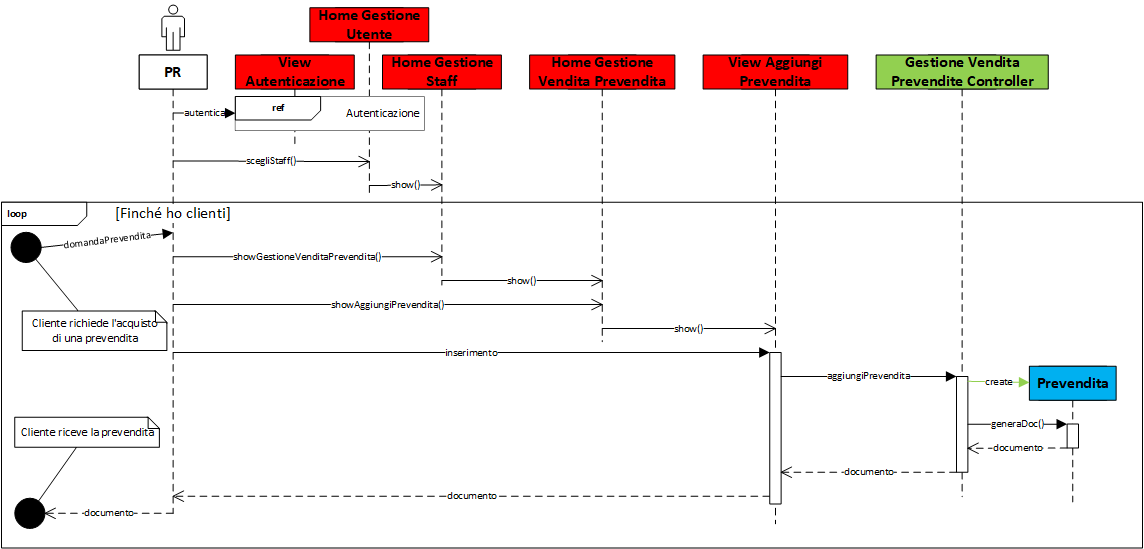 Home Gestione
Utente
PR
View
Autenticazione
Home Gestione
Staff
Home Gestione
Vendita Prevendita
View Aggiungi
Prevendita
Gestione Vendita
Prevendite Controller
autentica
ref
Autenticazione
scegliStaff()
show()
loop
[Finché ho clienti]
domandaPrevendita
showGestioneVenditaPrevendita()
show()
showAggiungiPrevendita()
Cliente richiede l'acquisto
di una prevendita
show()
inserimento
aggiungiPrevendita
create
Prevendita
generaDoc()
Cliente riceve la prevendita
documento
documento
documento
documento